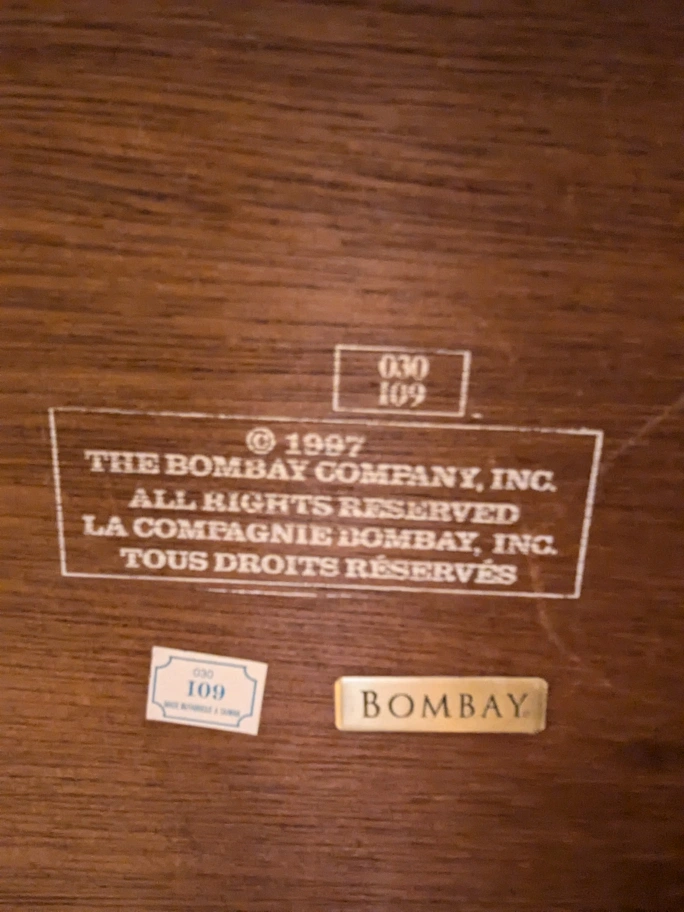 030
109
© 1997
THE BOMBAY COMPANY, INC.
ALL RIGHTS RESERVED
LA COMPAGNIE BOMBAY, INC.
TOUS DROITS RÉSERVÉS
030
109
BOMBAY